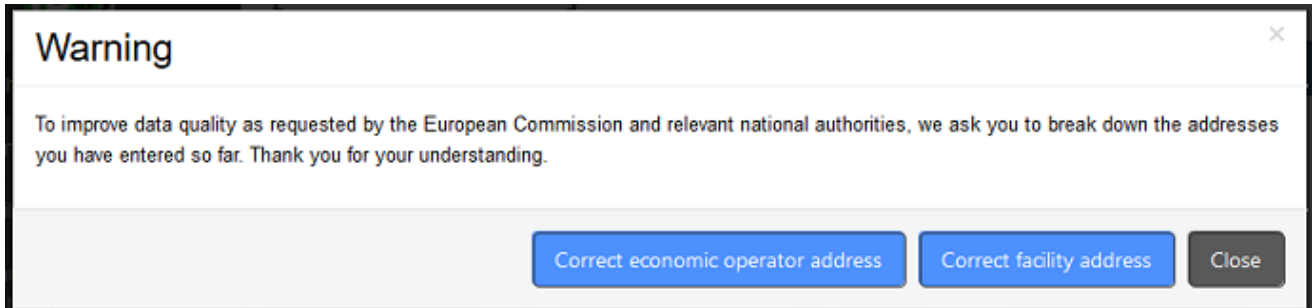 Warning
×
To improve data quality as requested by the European Commission and relevant national authorities, we ask you to break down the addresses
you have entered so far. Thank you for your understanding.
Correct economic operator address
Correct facility address
Close